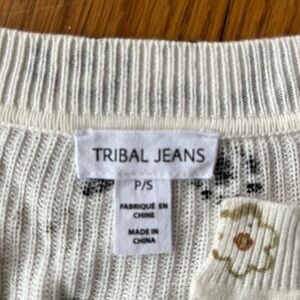 TRIBAL JEANS
P/S
FABRIQUÉ EN
CHINE
MADE IN
CHINA